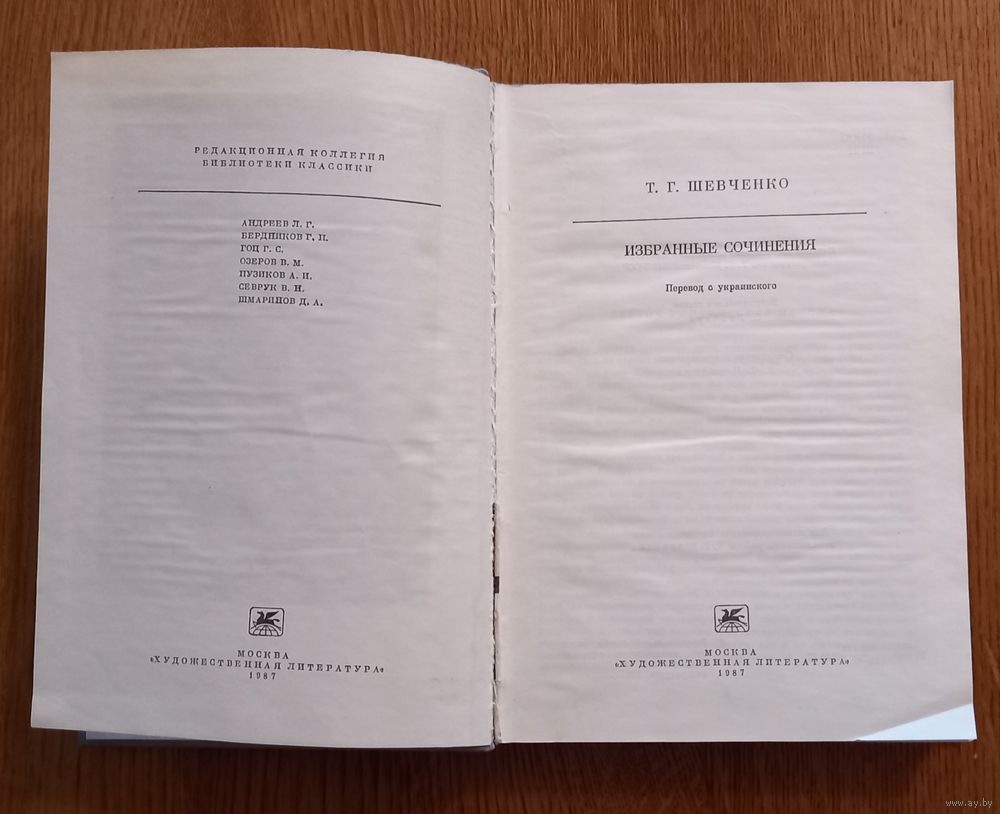 РЕДАКЦИОННАЯ КОЛЛЕГИЯ
БИБЛИОТЕКИ КЛАССИКИ
АНДРЕЕВ Л. Г.
БЕРДНИКОВ Г. П.
ГОЦ Г. С.
ОЗЕРОВ В. М.
ПУЗИКОВ А. И.
СЕВРУК В. Н.
ШМАРИНОВ Д. А.
МОСКВА
«ХУДОЖЕСТВЕННАЯ ЛИТЕРАТУРА»
1987
Т. Г. ШЕВЧЕНКО
ИЗБРАННЫЕ СОЧИНЕНИЯ
Перевод с украинского
МОСКВА
«ХУДОЖЕСТВЕННАЯ ЛИТЕРАТУРА»
1987
www.ay.by